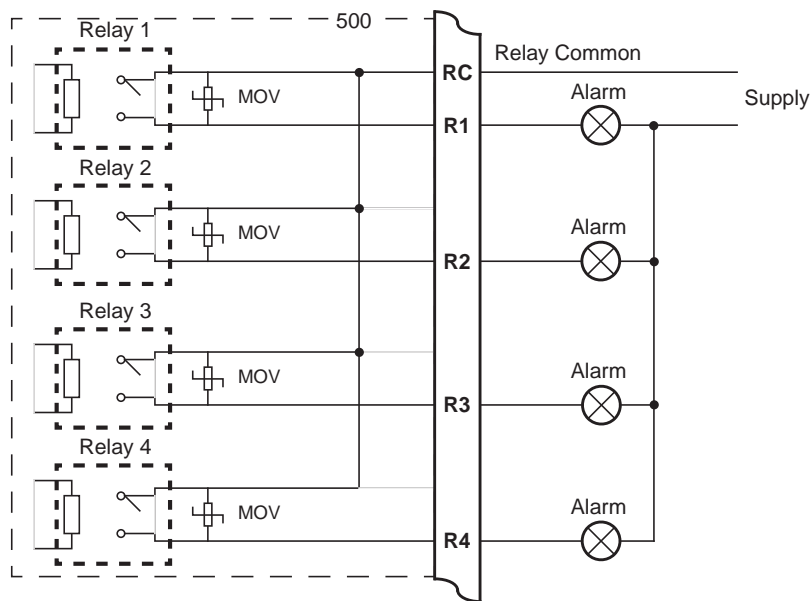 500
Relay 1
RC
Relay Common
MOV
R1
Alarm
Supply
Relay 2
MOV
R2
Alarm
Relay 3
MOV
R3
Alarm
Relay 4
MOV
R4
Alarm